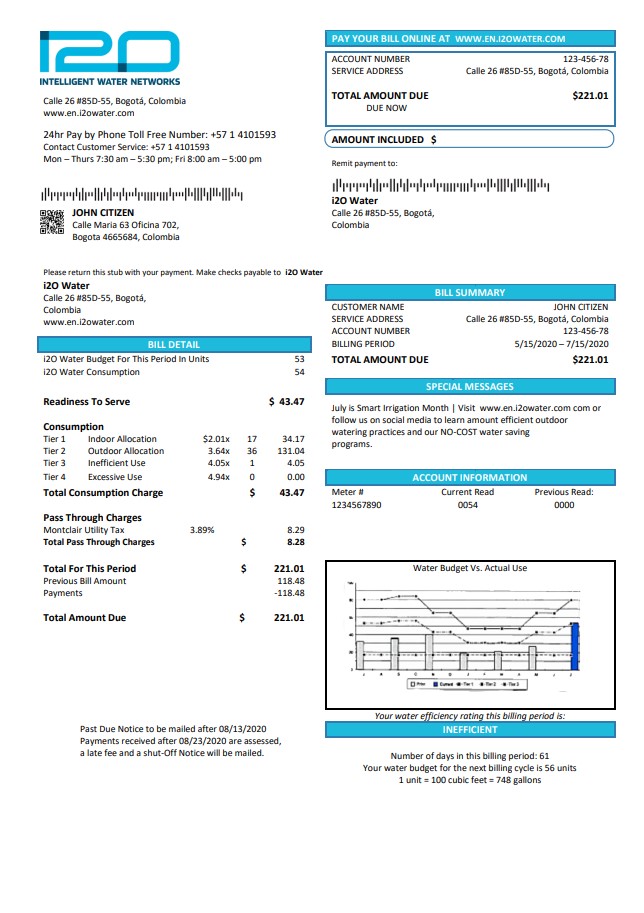 i2O
INTELLIGENT WATER NETWORKS
Calle 26 #85D-55, Bogotá, Colombia
www.en.i2owater.com
24hr Pay by Phone Toll Free Number: +57 1 4101593
Contact Customer Service: +57 1 4101593
Mon – Thurs 7:30 am – 5:30 pm; Fri 8:00 am – 5:00 pm
JOHN CITIZEN
Calle Maria 63 Oficina 702,
Bogota 4665684, Colombia
PAY YOUR BILL ONLINE AT WWW.EN.I2OWATER.COM
ACCOUNT NUMBER 123-456-78
SERVICE ADDRESS Calle 26 #85D-55, Bogotá, Colombia
TOTAL AMOUNT DUE $221.01
DUE NOW
AMOUNT INCLUDED $
Remit payment to:
i2O Water
Calle 26 #85D-55, Bogotá,
Colombia
Please return this stub with your payment. Make checks payable to i2O Water
i2O Water
Calle 26 #85D-55, Bogotá,
Colombia
www.en.i2owater.com
BILL DETAIL
i2O Water Budget For This Period In Units 53
i2O Water Consumption 54
Readiness To Serve $ 43.47
Consumption
Tier 1 Indoor Allocation $2.01x 17 34.17
Tier 2 Outdoor Allocation 3.64x 36 131.04
Tier 3 Inefficient Use 4.05x 1 4.05
Tier 4 Excessive Use 4.94x 0 0.00
Total Consumption Charge $ 43.47
Pass Through Charges
Montclair Utility Tax 3.89% 8.29
Total Pass Through Charges $ 8.28
Total For This Period $ 221.01
Previous Bill Amount 118.48
Payments -118.48
Total Amount Due $ 221.01
Past Due Notice to be mailed after 08/13/2020
Payments received after 08/23/2020 are assessed,
a late fee and a shut-Off Notice will be mailed.
BILL SUMMARY
CUSTOMER NAME JOHN CITIZEN
SERVICE ADDRESS Calle 26 #85D-55, Bogotá, Colombia
ACCOUNT NUMBER 123-456-78
BILLING PERIOD 5/15/2020 – 7/15/2020
TOTAL AMOUNT DUE $221.01
SPECIAL MESSAGES
July is Smart Irrigation Month | Visit www.en.i2owater.com com or
follow us on social media to learn amount efficient outdoor
watering practices and our NO-COST water saving
programs.
ACCOUNT INFORMATION
Meter # Current Read Previous Read:
1234567890 0054 0000
Water Budget Vs. Actual Use
Tier 1 Tier 2 Tier 3
Your water efficiency rating this billing period is:
INEFFICIENT
Number of days in this billing period: 61
Your water budget for the next billing cycle is 56 units
1 unit = 100 cubic feet = 748 gallons